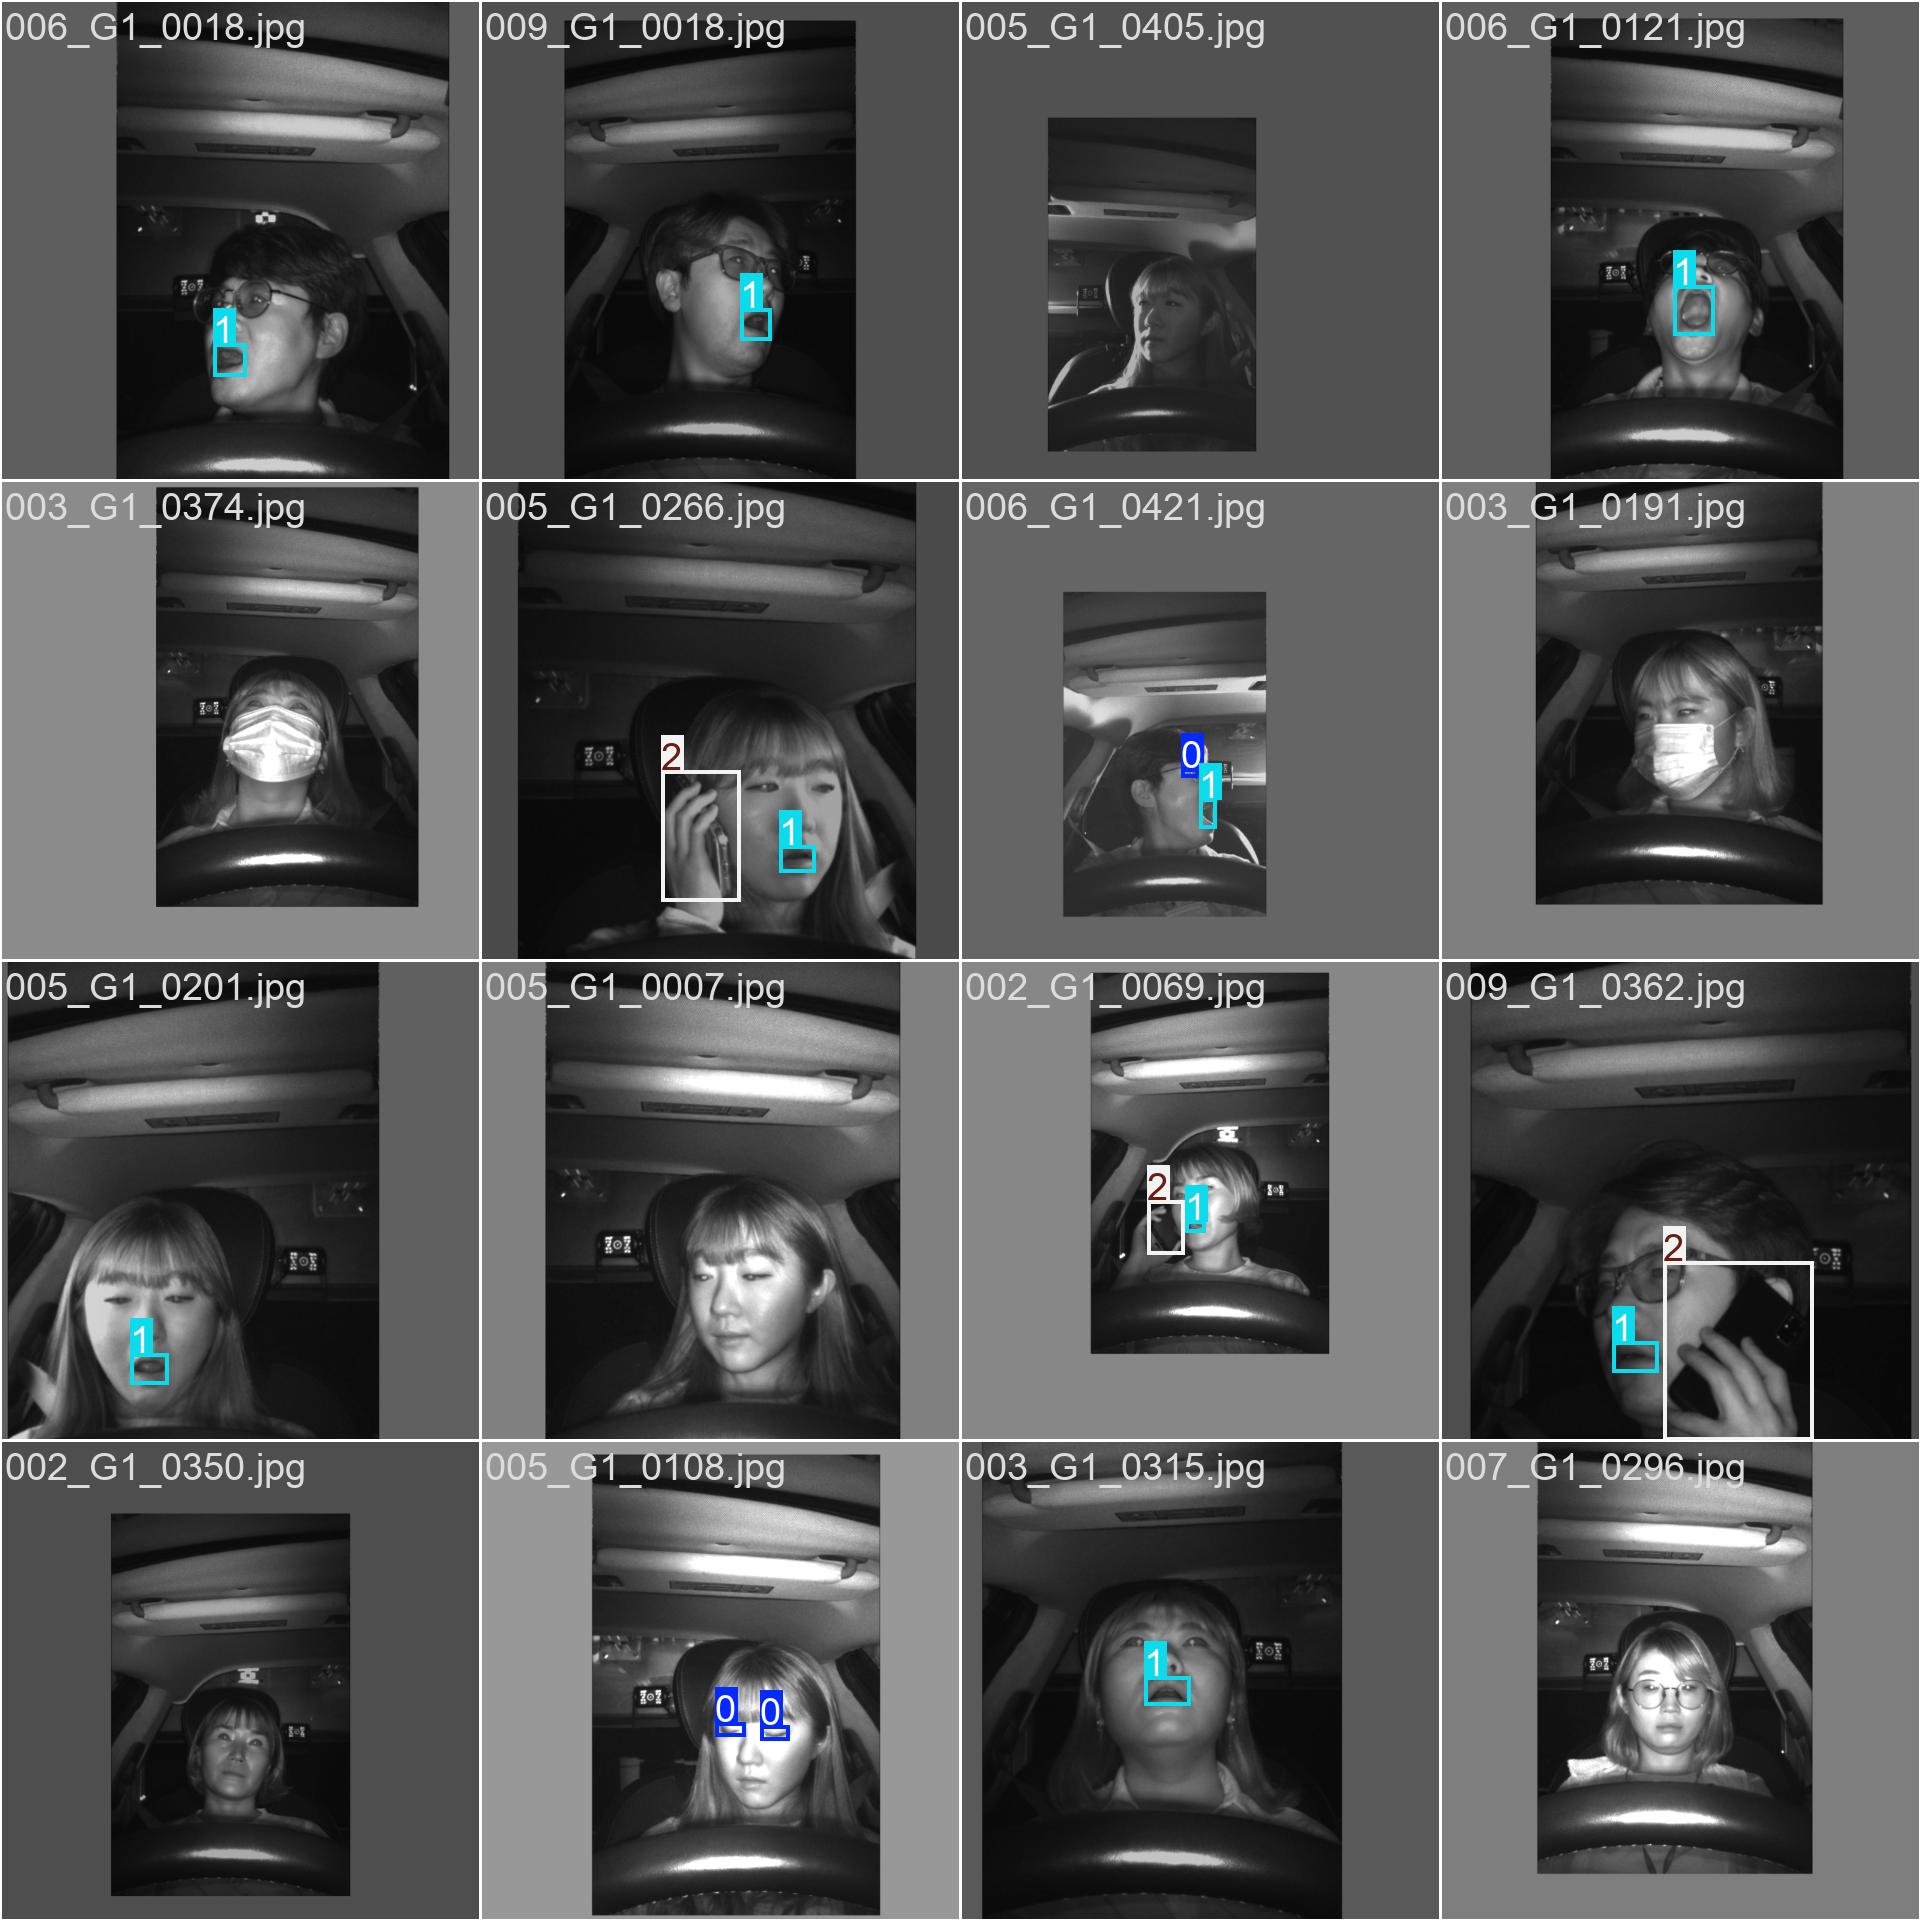 006_G1_0018.jpg
009_G1_0018.jpg
005_G1_0405.jpg
006_G1_0121.jpg
1
1
1
003_G1_0374.jpg
005_G1_0266.jpg
006_G1_0421.jpg
003_G1_0191.jpg
2
1
0
1
005_G1_0201.jpg
005_G1_0007.jpg
002_G1_0069.jpg
009_G1_0362.jpg
1
2
1
2
1
002_G1_0350.jpg
005_G1_0108.jpg
003_G1_0315.jpg
007_G1_0296.jpg
0
0
1